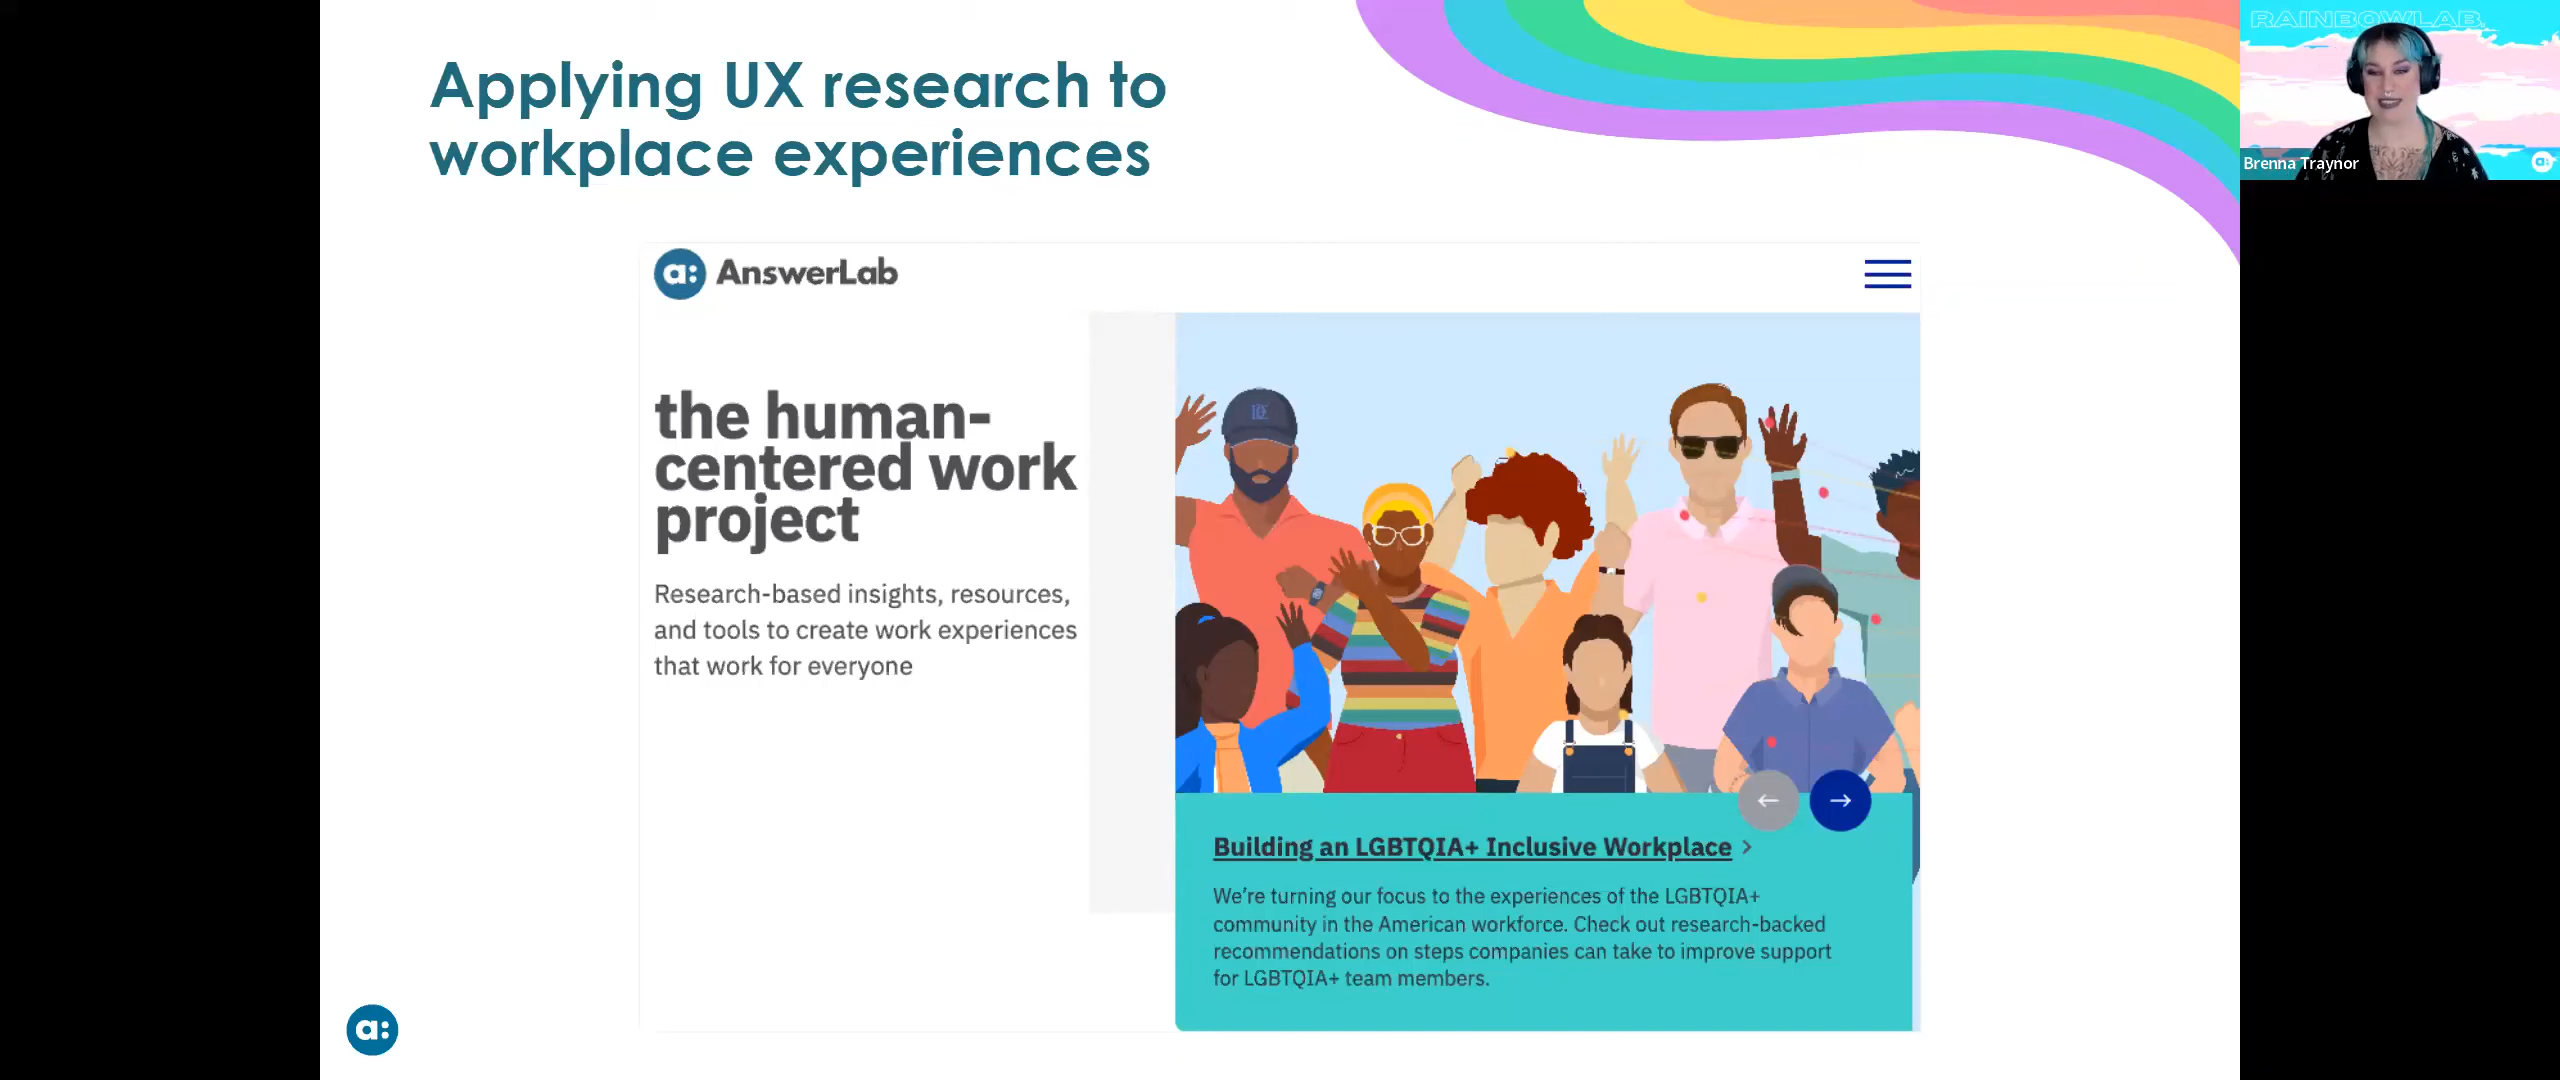 Applying UX research to
workplace experiences
RAINBOWLAB.
Brenna Traynor
a:
a: AnswerLab
the human-
centered work
project
Research-based insights, resources,
and tools to create work experiences
that work for everyone
Building an LGBTQIA+ Inclusive Workplace >
We’re turning our focus to the experiences of the LGBTQIA+
community in the American workforce. Check out research-backed
recommendations on steps companies can take to improve support
for LGBTQIA+ team members.
a: